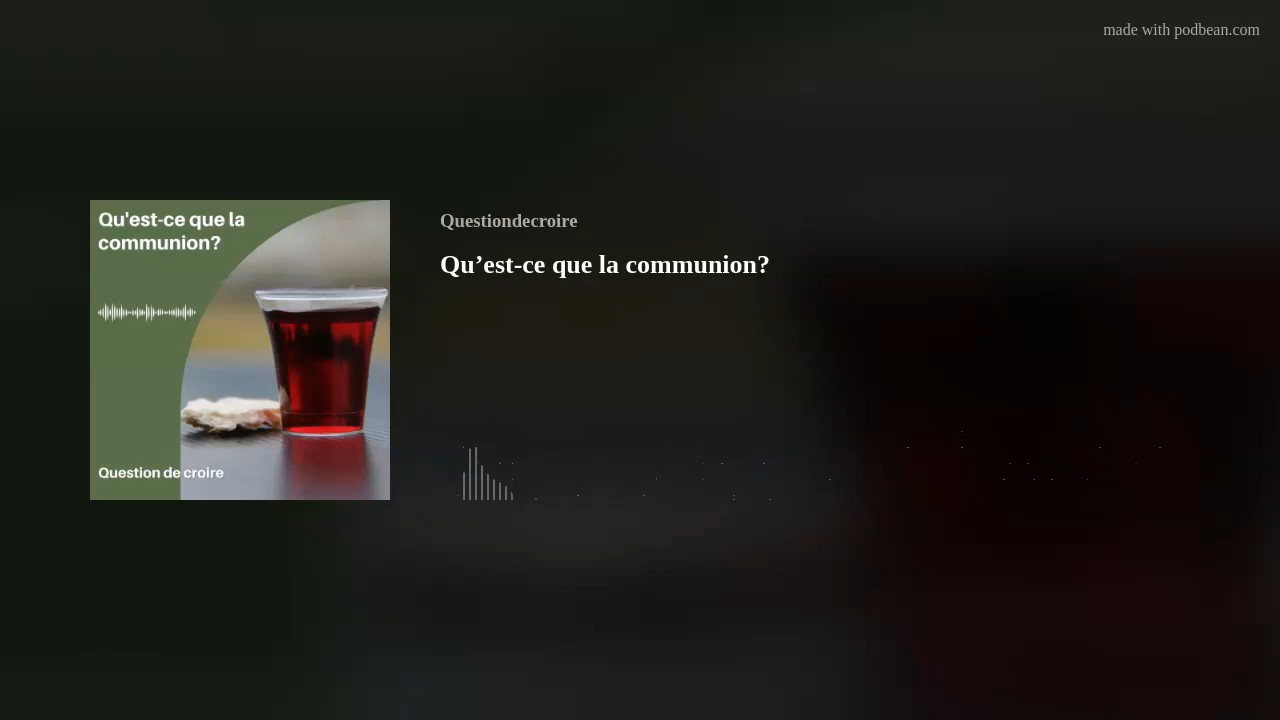 made with podbean.com
Qu'est-ce que la
communion?
Question de croire
Questiondecroire
Qu’est-ce que la communion?